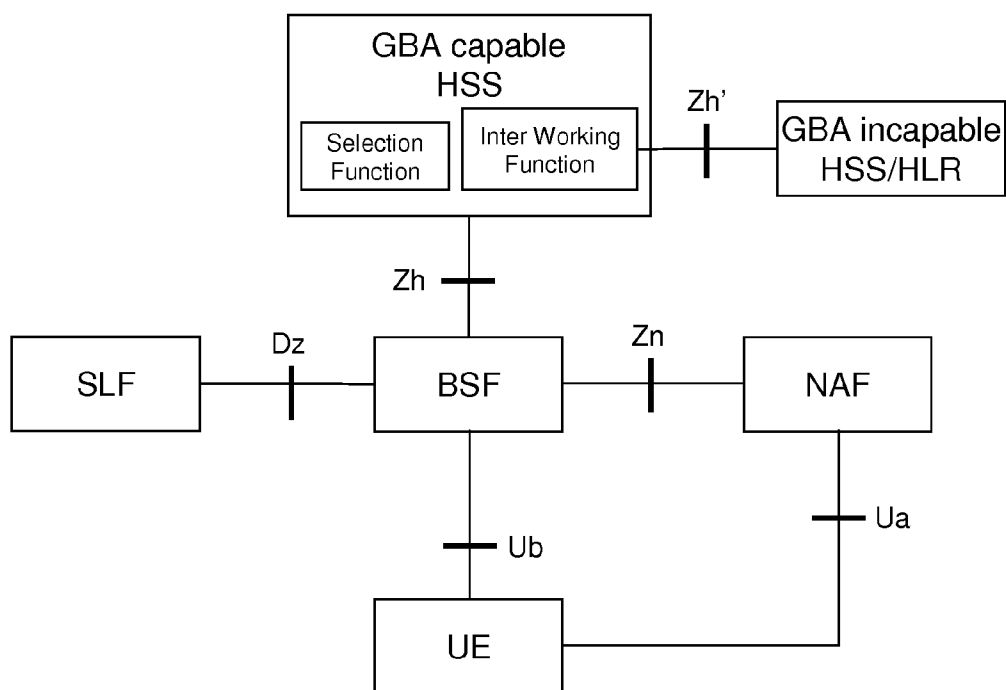 GBA capable
HSS
Selection
Function
Inter Working
Function
Zh’
GBA incapable
HSS/HLR
Zh
Dz
Zn
SLF
BSF
NAF
Ub
Ua
UE